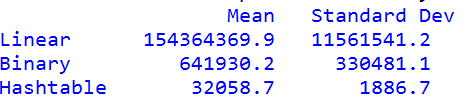 Mean Standard Dev
Linear 154364369.9 11561541.2
Binary 641930.2 330481.1
Hashtable 32058.7 1886.7